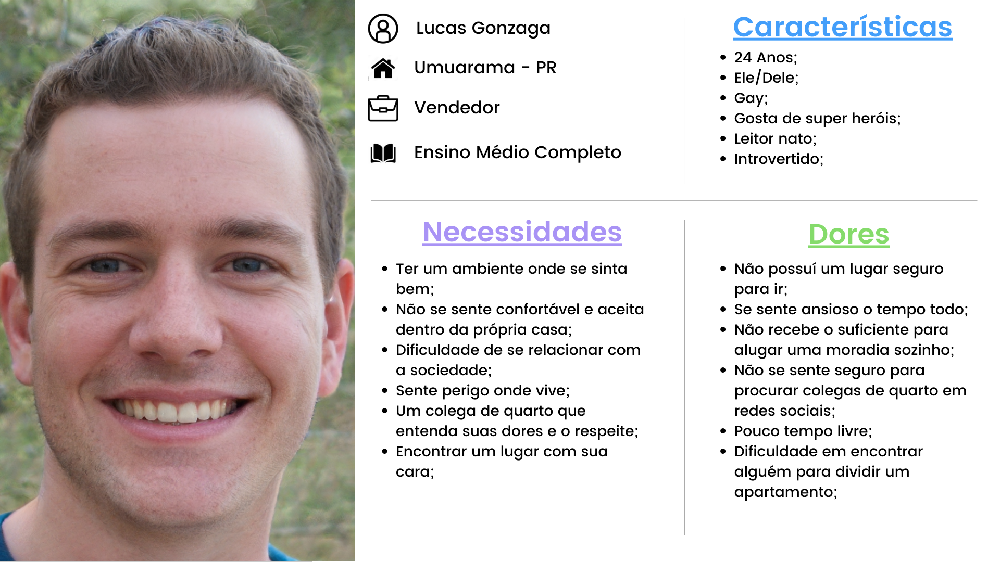 Lucas Gonzaga
Umuarama - PR
Vendedor
Ensino Médio Completo
Características
24 Anos;
Ele/Dele;
Gay;
Gosta de super heróis;
Leitor nato;
Introvertido;
Necessidades
Ter um ambiente onde se sinta
bem;
Não se sente confortável e aceita
dentro da própria casa;
Dificuldade de se relacionar com
a sociedade;
Sente perigo onde vive;
Um colega de quarto que
entenda suas dores e o respeite;
Encontrar um lugar com sua
cara;
Dores
Não possuí um lugar seguro
para ir;
Se sente ansioso o tempo todo;
Não recebe o suficiente para
alugar uma moradia sozinho;
Não se sente seguro para
procurar colegas de quarto em
redes sociais;
Pouco tempo livre;
Dificuldade em encontrar
alguém para dividir um
apartamento;